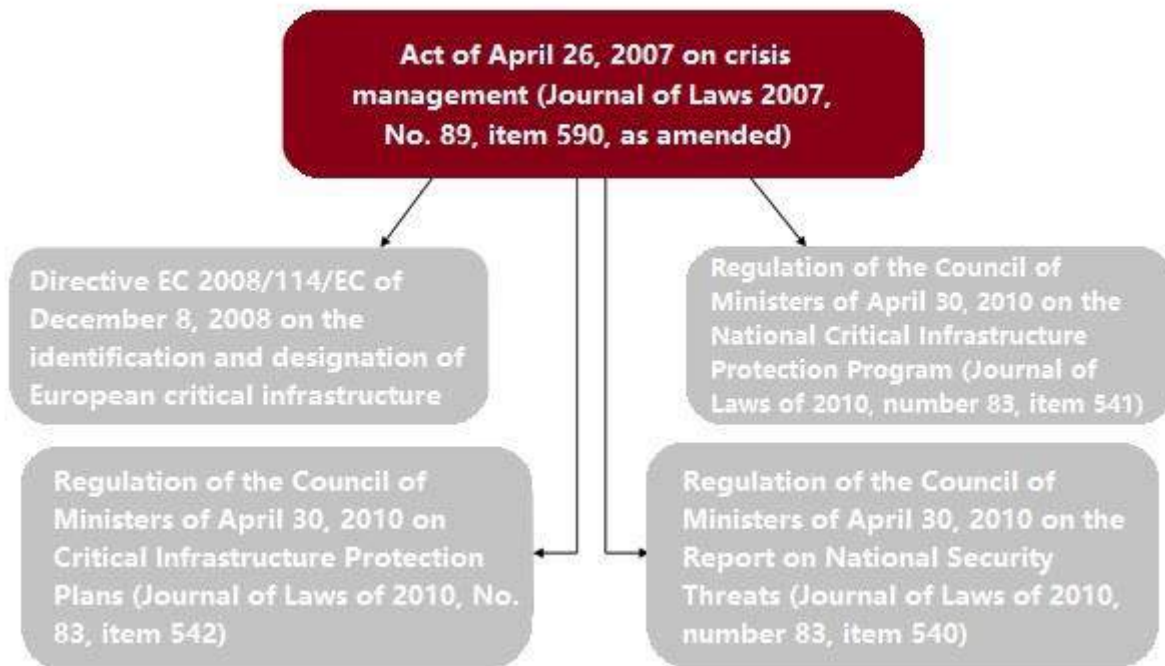 Act of April 26, 2007 on crisis
management (Journal of Laws 2007,
No. 89, item 590, as amended)
Directive EC 2008/114/EC of
December 8, 2008 on the
identification and designation of
European critical infrastructure
Regulation of the Council of
Ministers of April 30, 2010 on the
National Critical Infrastructure
Protection Program (Journal of
Laws of 2010, number 83, item 541)
Regulation of the Council of
Ministers of April 30, 2010 on
Critical Infrastructure Protection
Plans (Journal of Laws of 2010, No.
83, item 542)
Regulation of the Council of
Ministers of April 30, 2010 on the
Report on National Security
Threats (Journal of Laws of 2010,
number 83, item 540)